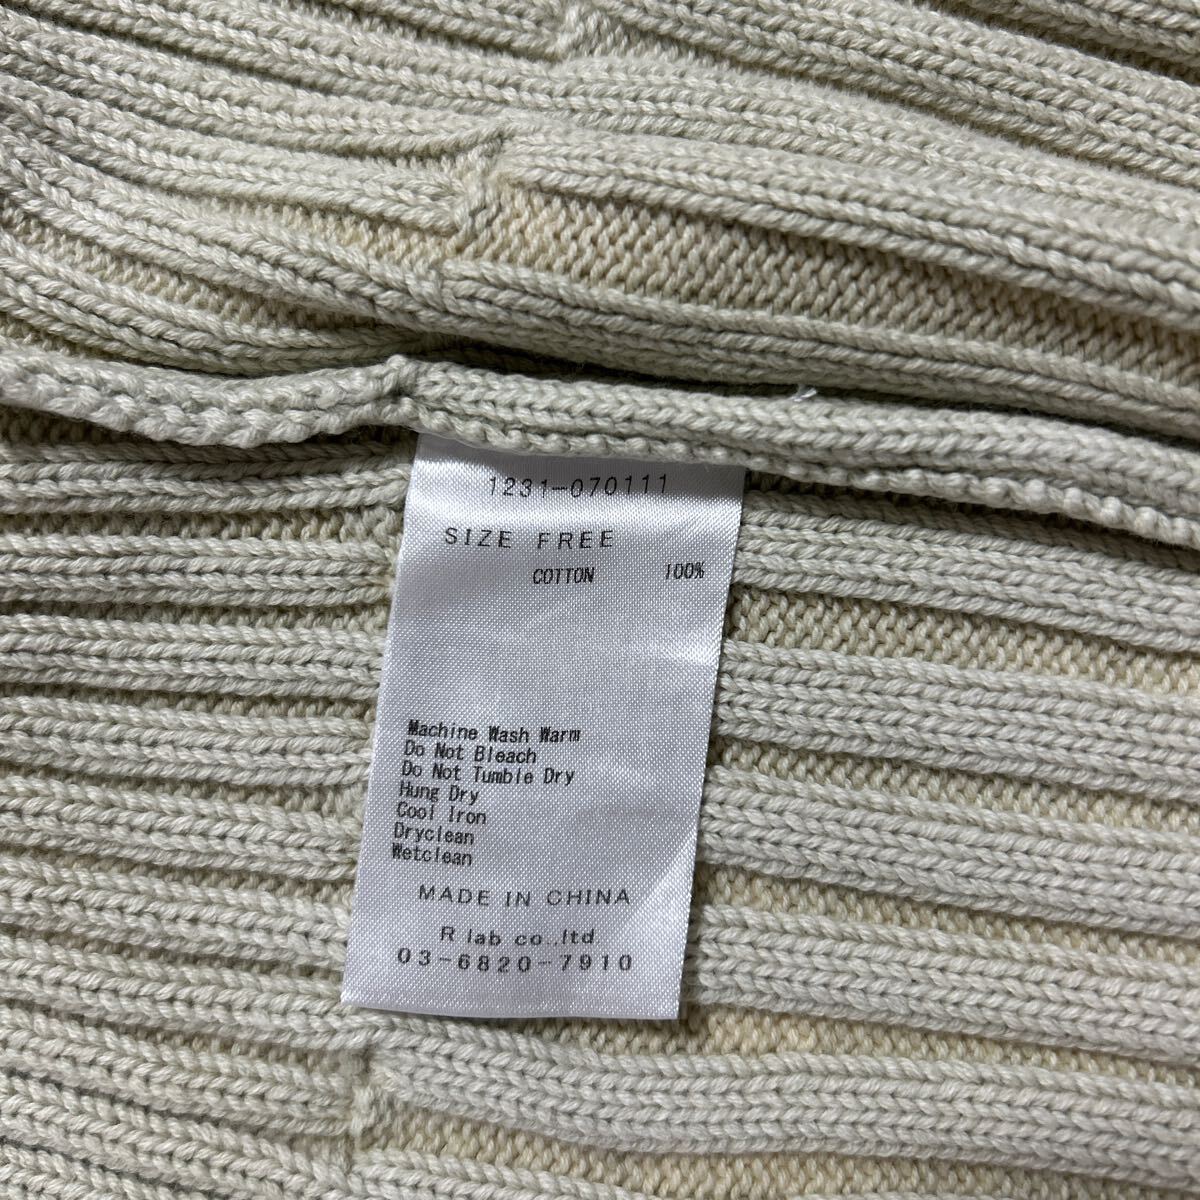 1231-070111
SIZE FREE
COTTON 100%
Machine Wash Warm
Do Not Bleach
Do Not Tumble Dry
Hung Dry
Cool Iron
Dryclean
Wetclean
MADE IN CHINA
R lab co.,ltd
03-6820-7910